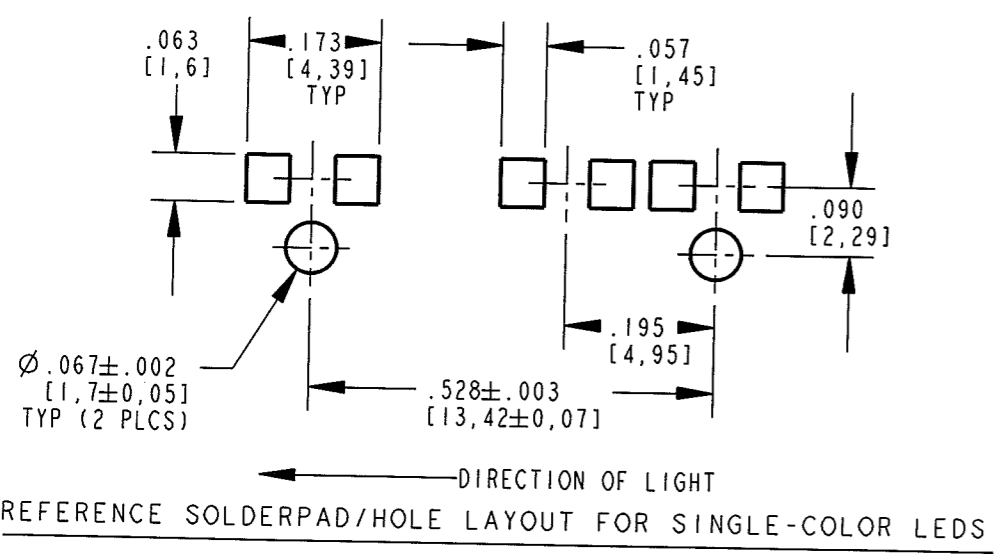 .063
[1,6]
.173
[4,39]
TYP
.057
[1,45]
TYP
.090
[2,29]
.195
[4,95]
Ø.067±.002
[1,7±0,05]
TYP (2 PLCS)
.528±.003
[13,42±0,07]
DIRECTION OF LIGHT
REFERENCE SOLDERPAD/HOLE LAYOUT FOR SINGLE-COLOR LEDS